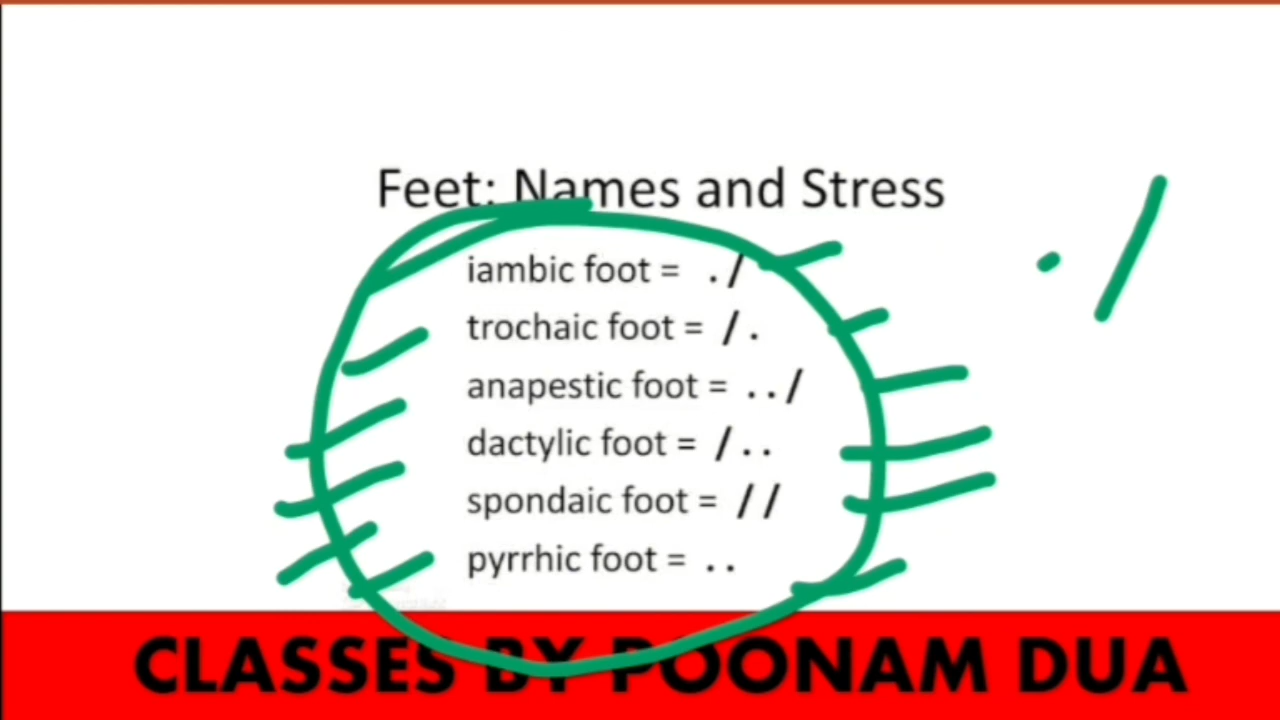 Feet: Names and Stress
iambic foot = . /
trochaic foot = / .
anapestic foot = . . /
dactylic foot = / . .
spondaic foot = / /
pyrrhic foot = . .
. /
CLASSES BY POONAM DUA